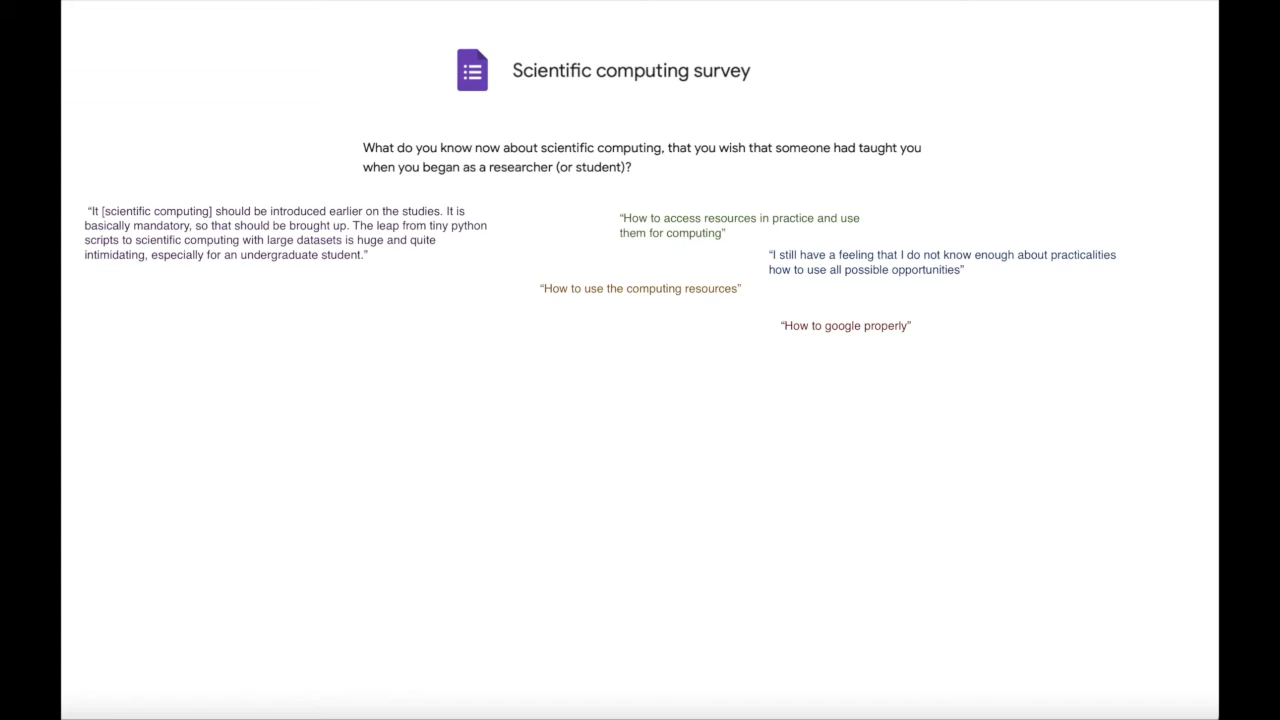 Scientific computing survey
What do you know now about scientific computing, that you wish that someone had taught you
when you began as a researcher (or student)?
“It [scientific computing] should be introduced earlier on the studies. It is
basically mandatory, so that should be brought up. The leap from tiny python
scripts to scientific computing with large datasets is huge and quite
intimidating, especially for an undergraduate student.”
“How to access resources in practice and use
them for computing”
“I still have a feeling that I do not know enough about practicalities
how to use all possible opportunities”
“How to use the computing resources”
“How to google properly”